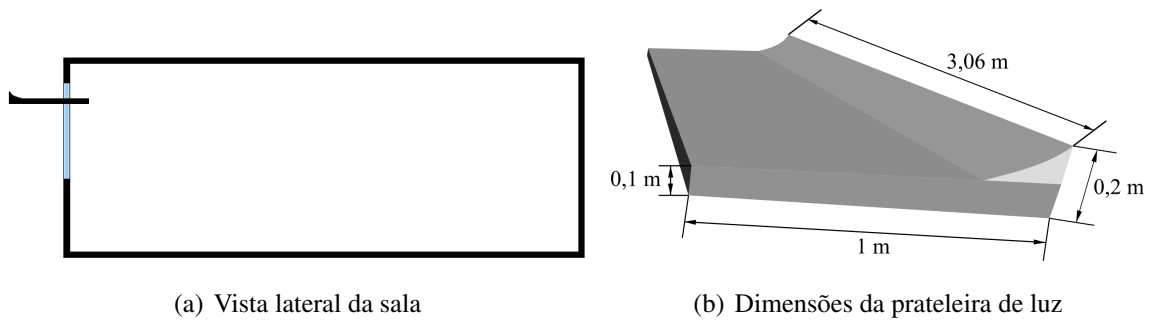 3,06 m
0,1 m
0,2 m
1 m
(a) Vista lateral da sala
(b) Dimensões da prateleira de luz